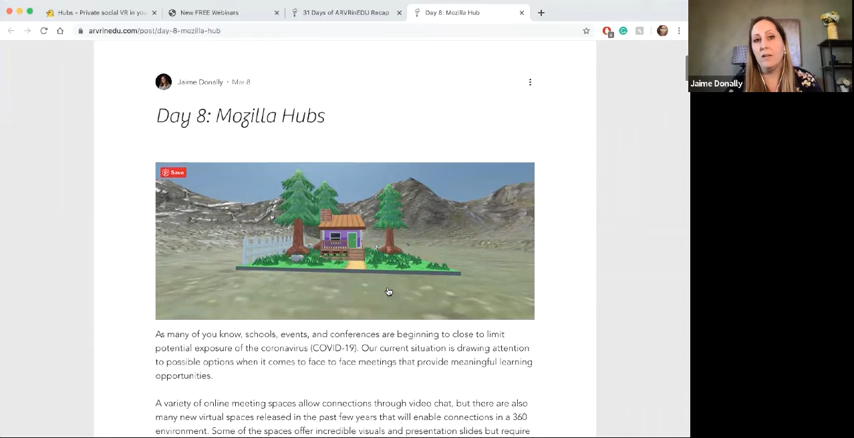 Hubs - Private social VR in you
New FREE Webinars
31 Days of ARVRinEDU Recap
Day 8: Mozilla Hub
arvrinedu.com/post/day-8-mozilla-hub
Jaime Donally
Jaime Donally • Mar 8
Day 8: Mozilla Hubs
Save
As many of you know, schools, events, and conferences are beginning to close to limit
potential exposure of the coronavirus (COVID-19). Our current situation is drawing attention
to possible options when it comes to face to face meetings that provide meaningful learning
opportunities.
A variety of online meeting spaces allow connections through video chat, but there are also
many new virtual spaces released in the past few years that will enable connections in a 360
environment. Some of the spaces offer incredible visuals and presentation slides but require